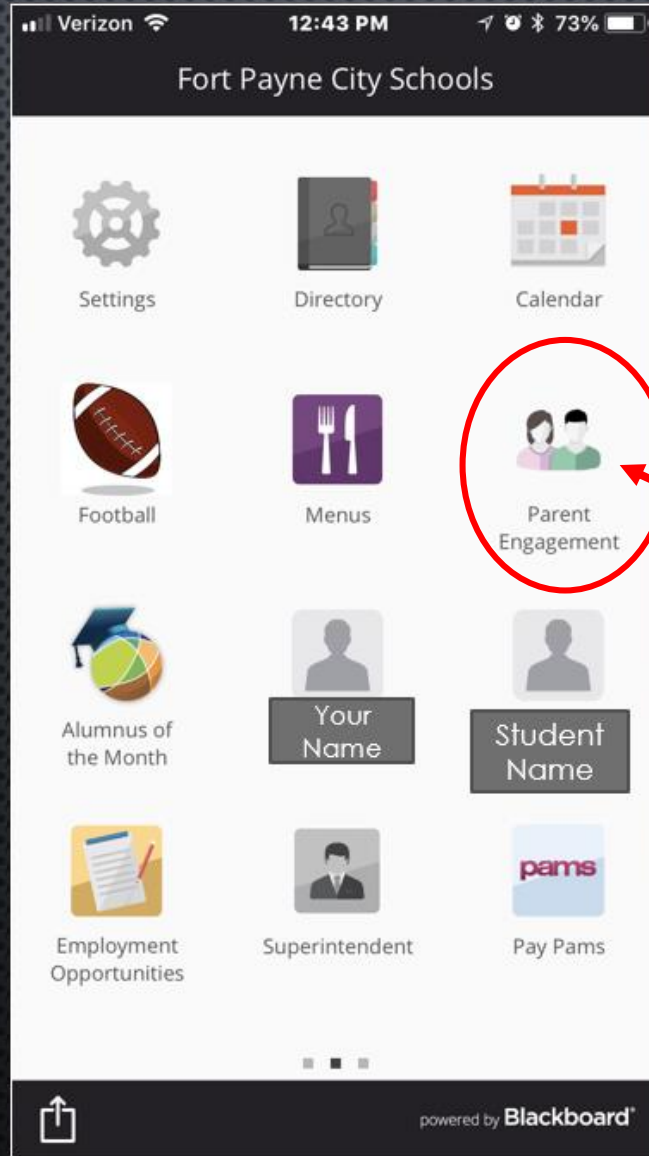 Verizon 12:43 PM 73%
Fort Payne City Schools
Settings Directory Calendar
Football Menus Parent
Engagement
Alumnus of
the Month
Your
Name
Student
Name
Employment
Opportunities
Superintendent Pay Pams
pams
powered by Blackboard